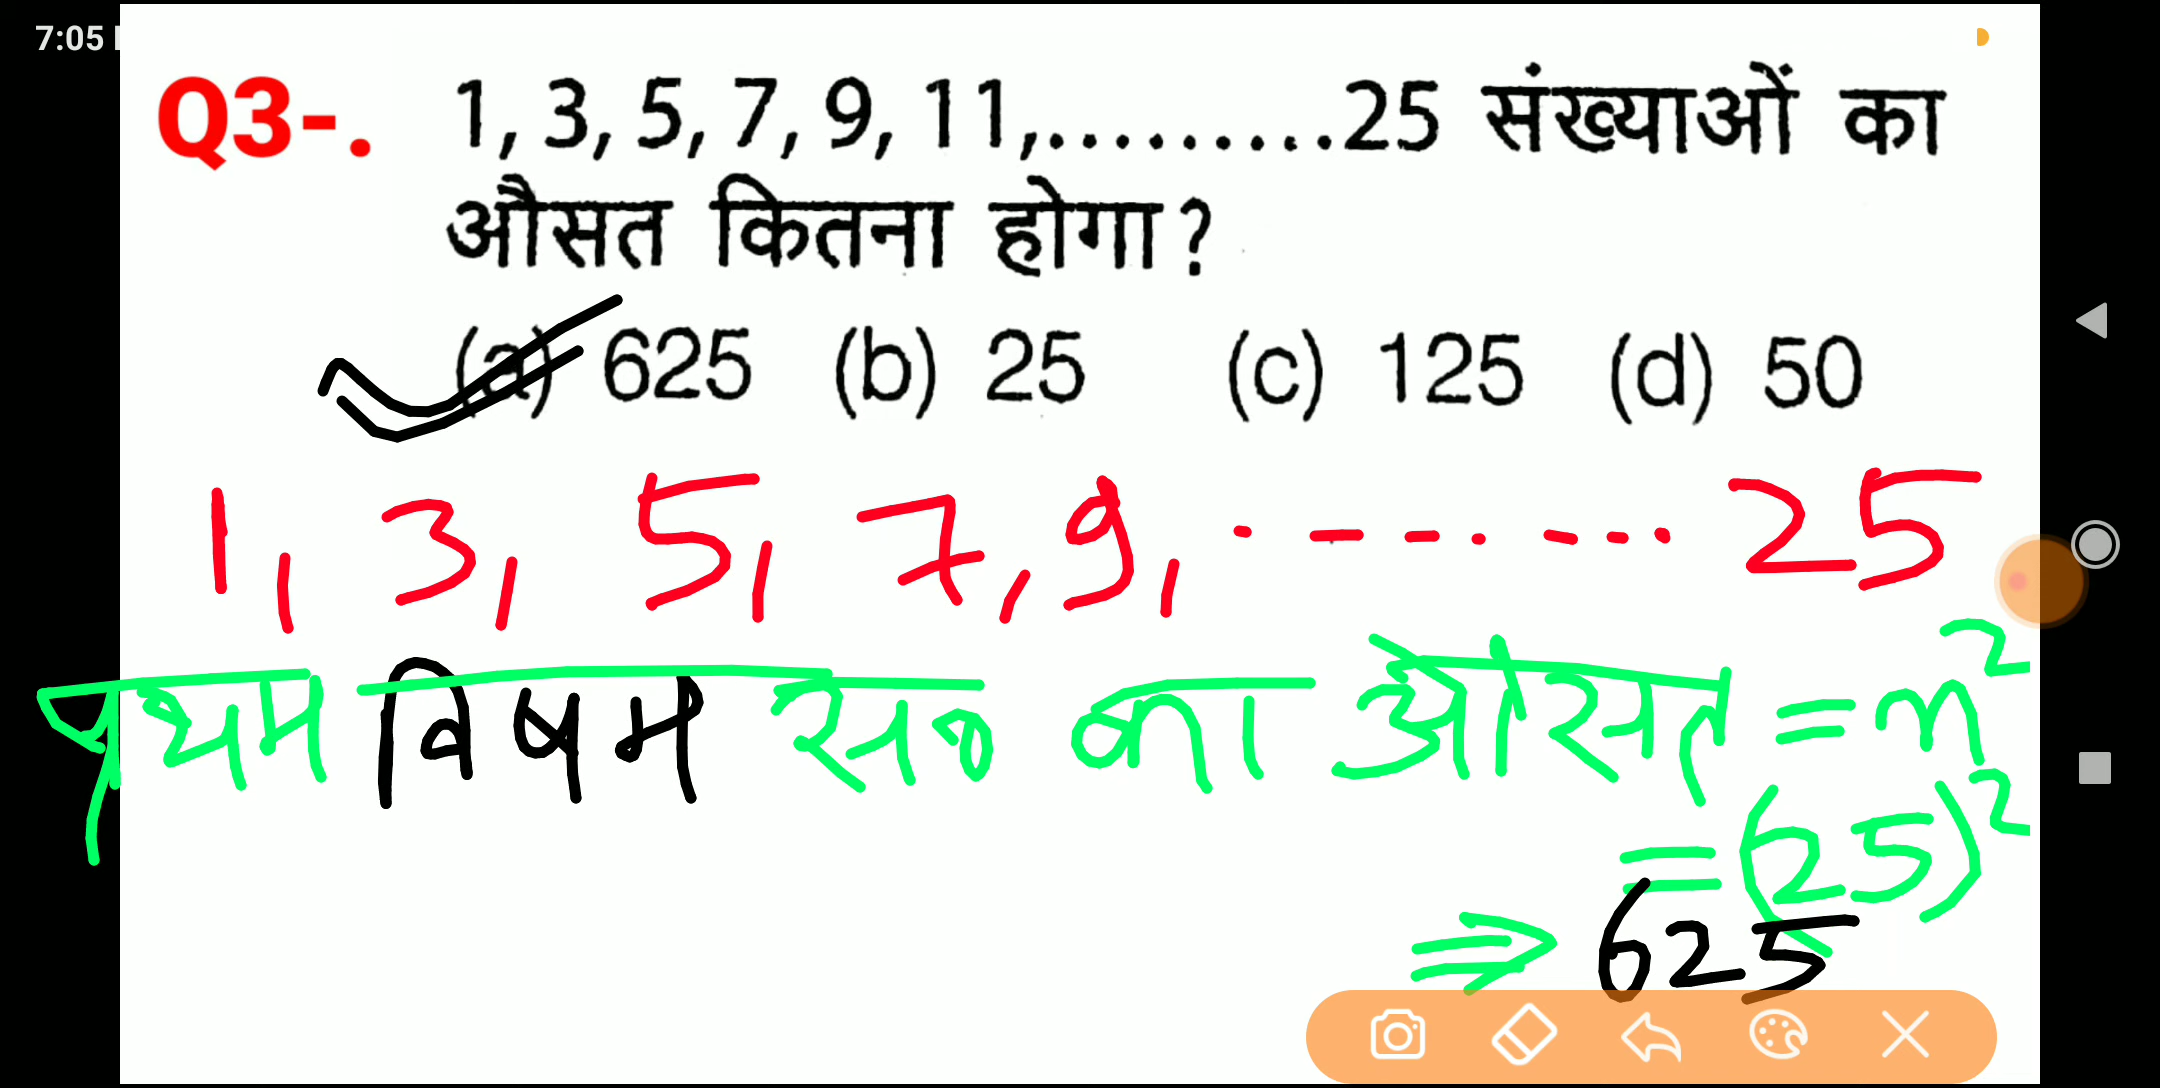 7:05
Q3-. 1, 3, 5, 7, 9, 11,..........25 संख्याओं का
औसत कितना होगा?
(a) 625 (b) 25 (c) 125 (d) 50
1, 3, 5, 7, 9, .......... 25
प्रथम विषम स० का औसत = n²
= (25)²
⇒ 625